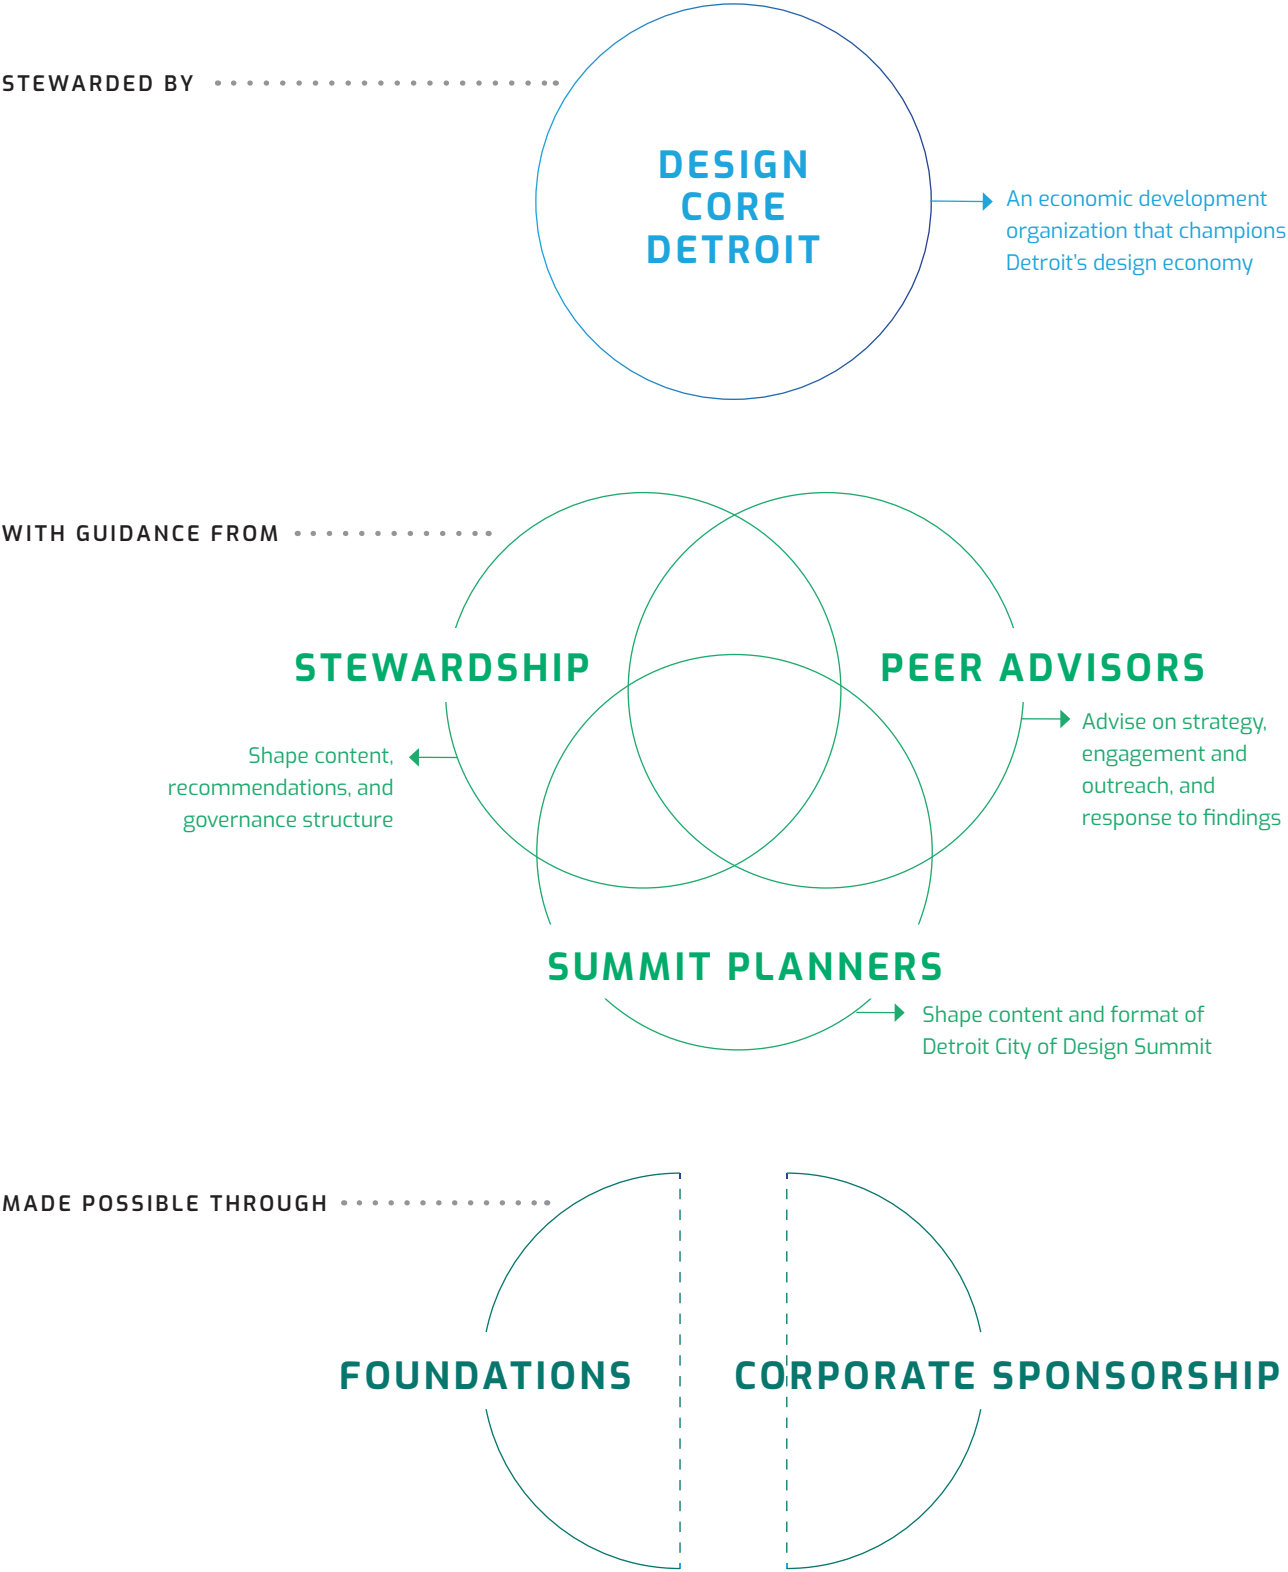 STEWARDED BY
DESIGN
CORE
DETROIT
An economic development
organization that champions
Detroit's design economy
WITH GUIDANCE FROM
STEWARDSHIP
Shape content,
recommendations, and
governance structure
PEER ADVISORS
Advise on strategy,
engagement and
outreach, and
response to findings
SUMMIT PLANNERS
Shape content and format of
Detroit City of Design Summit
MADE POSSIBLE THROUGH
FOUNDATIONS
CORPORATE SPONSORSHIP